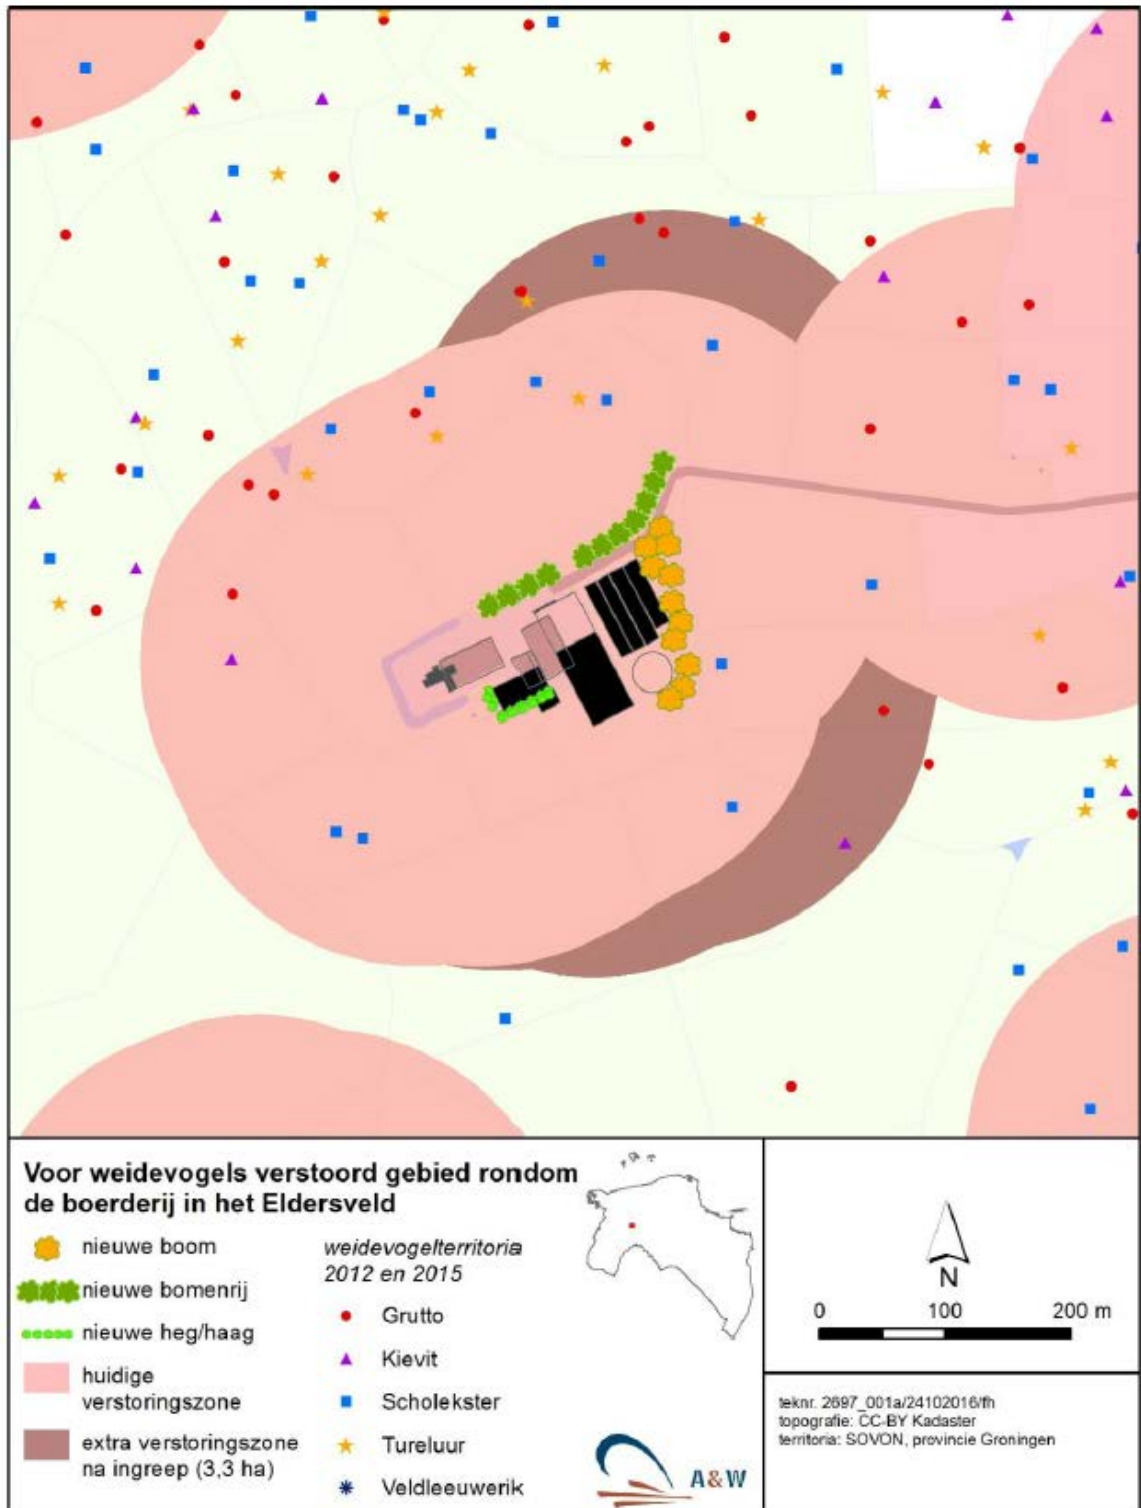 Voor weidevogels verstoord gebied rondom
de boerderij in het Eldersveld
nieuwe boom
nieuwe bomenrij
nieuwe heg/haag
huidige
verstoringszone
extra verstoringszone
na ingreep (3,3 ha)
weidevogelterritoria
2012 en 2015
Grutto
Kievit
Scholekster
Tureluur
Veldleeuwerik
A&W
N
0 100 200 m
teknr. 2697_001a/24102016/fh
topografie: CC-BY Kadaster
territoria: SOVON, provincie Groningen